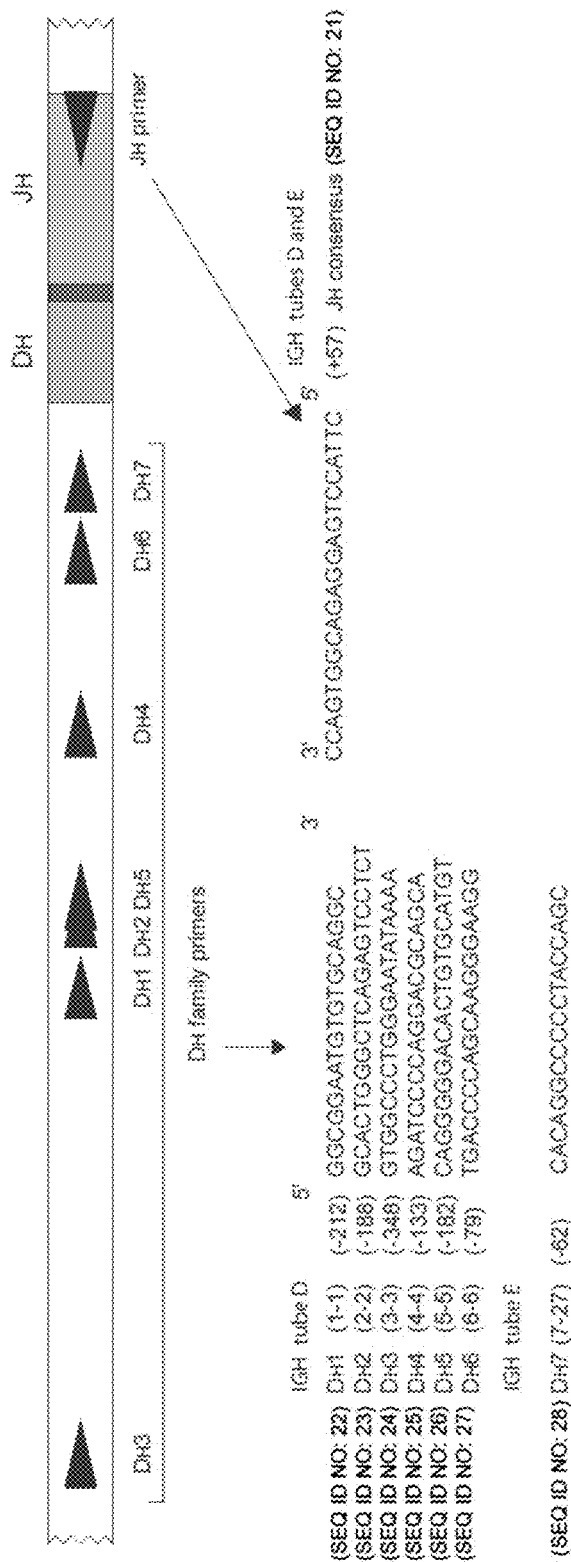 DH JH
DH3 DH1 DH2 DH5 DH4 DH6 DH7 JH primer
DH family primers
IGH tube D 5' 3' 3' 5' IGH tubes D and E
CCAGTGGCAGAGGAGTCCATTC (+57) JH consensus (SEQ ID NO: 21)
(SEQ ID NO: 22) DH1 (1-1) (-212) GGCGGAATGTGTGCAGGC
(SEQ ID NO: 23) DH2 (2-2) (-188) GCACTGGGCTCAGAGTCCTCT
(SEQ ID NO: 24) DH3 (3-3) (-348) GTGGCCCTGGGAATATAAAA
(SEQ ID NO: 25) DH4 (4-4) (-133) AGATCCCCAGGACGCAGCA
(SEQ ID NO: 26) DH5 (5-5) (-182) CAGGGGGACACTGTGCATGT
(SEQ ID NO: 27) DH6 (6-6) (-79) TGACCCCAGCAAGGGAAGG
IGH tube E
(SEQ ID NO: 28) DH7 (7-27) (-62) CACAGGCCCCCTACCAGC